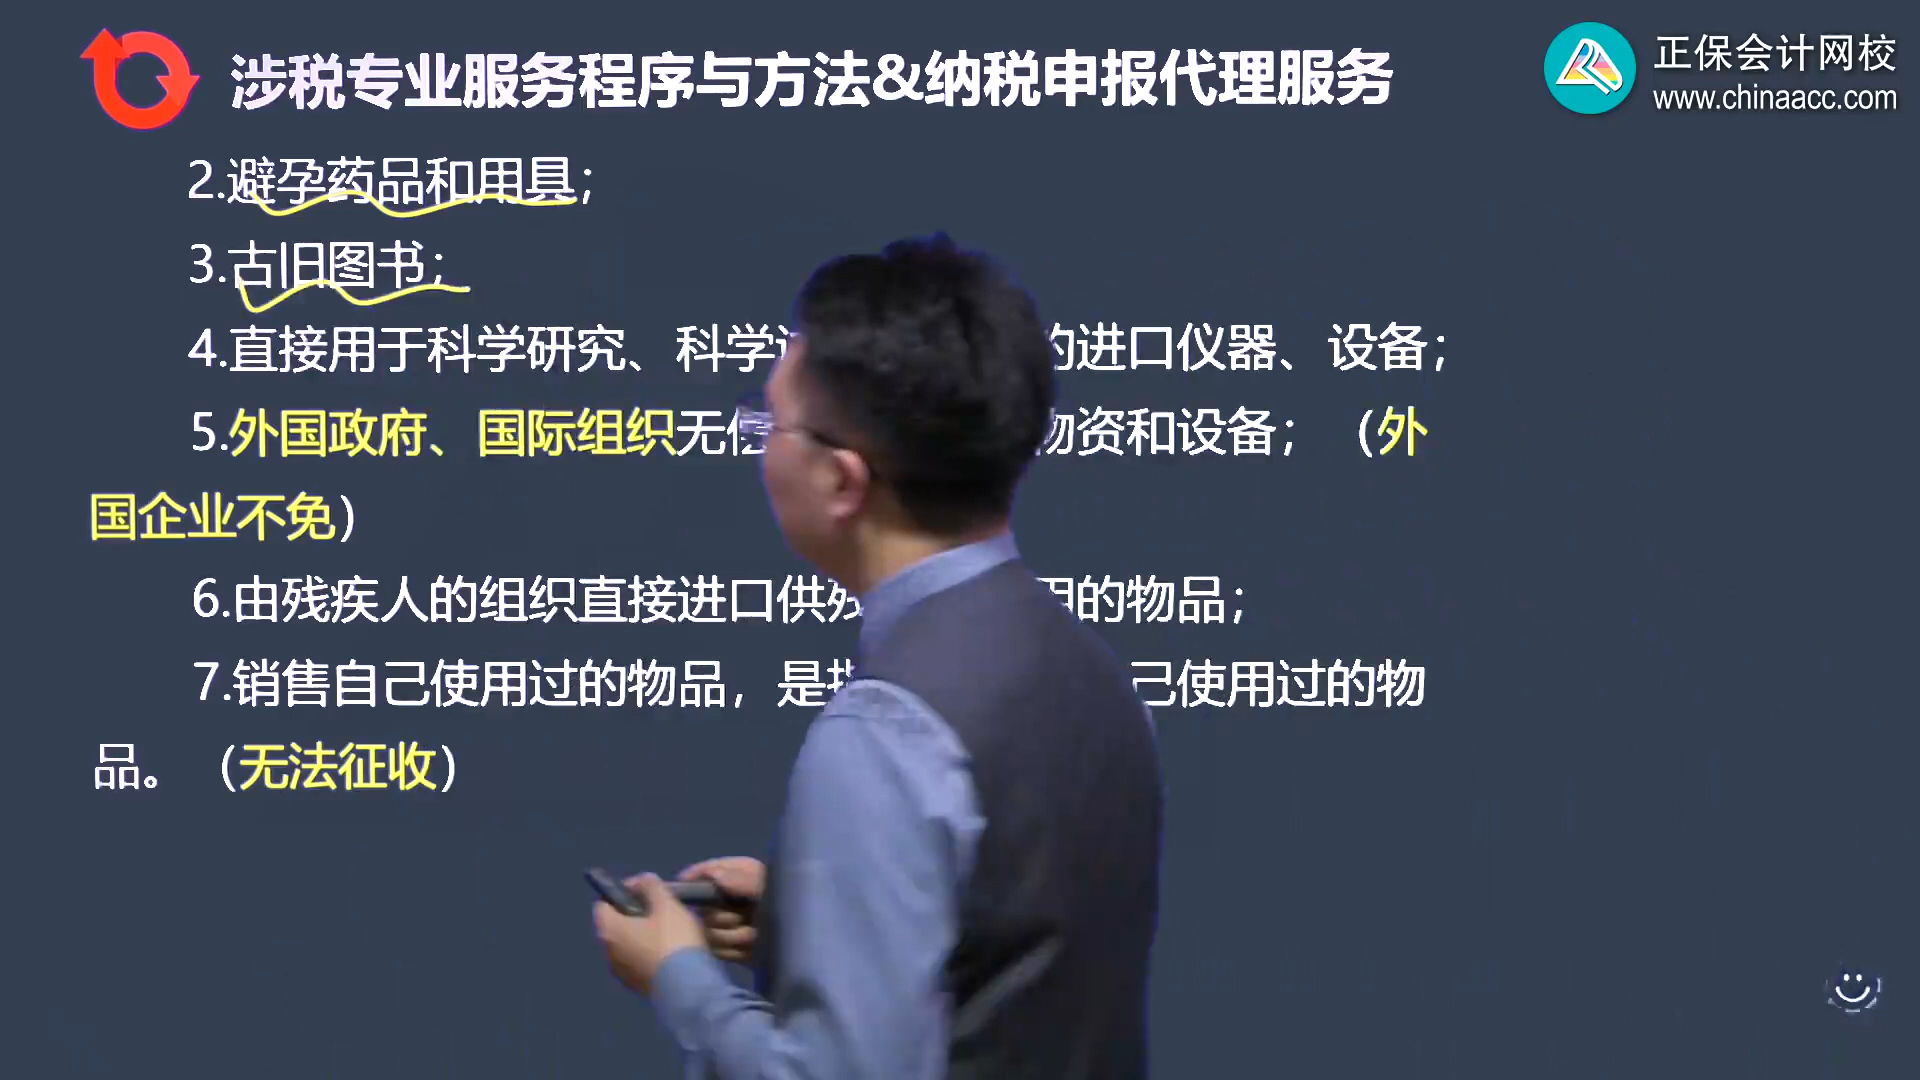 涉税专业服务程序与方法&纳税申报代理服务
正保会计网校
www.chinaacc.com
2.避孕药品和用具；
3.古旧图书；
4.直接用于科学研究、科学 的进口仪器、设备；
5.外国政府、国际组织无偿 物资和设备；（外
国企业不免）
6.由残疾人的组织直接进口供残 用的物品；
7.销售自己使用过的物品，是指 己使用过的物
品。（无法征收）